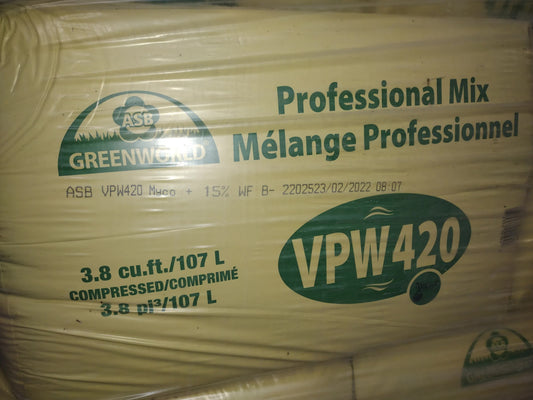 ASB
GREENWORLD
Professional Mix
Mélange Professionnel
ASB VPW420 Myco + 15% WF B- 2202523/02/2022 08:07
VPW420
3.8 cu.ft./107 L
COMPRESSED/COMPRIMÉ
3.8 pi³/107 L